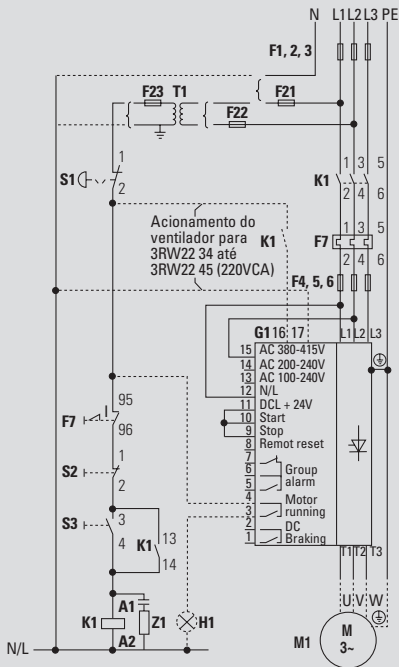 N L1 L2 L3 PE
F1, 2, 3
F23 T1 F21
F22
S1 1
2
K1 1 3 5
2 4 6
Acionamento do
ventilador para
3RW22 34 até
3RW22 45 (220VCA)
K1
F7 1 3 5
2 4 6
F4, 5, 6
G1 16 17 L1 L2 L3
15 AC 380-415V
14 AC 200-240V
13 AC 100-240V
12 N/L
11 DCL + 24V
10 Start
9 Stop
8 Remot reset
7
6 Group
5 alarm
4 Motor
3 running
2 DC
1 Braking
T1 T2 T3
F7 I 95
96
S2 1
2
S3 3
4
K1 13
14
K1 A1
A2
Z1
H1
N/L
U V W
M1 M
3~